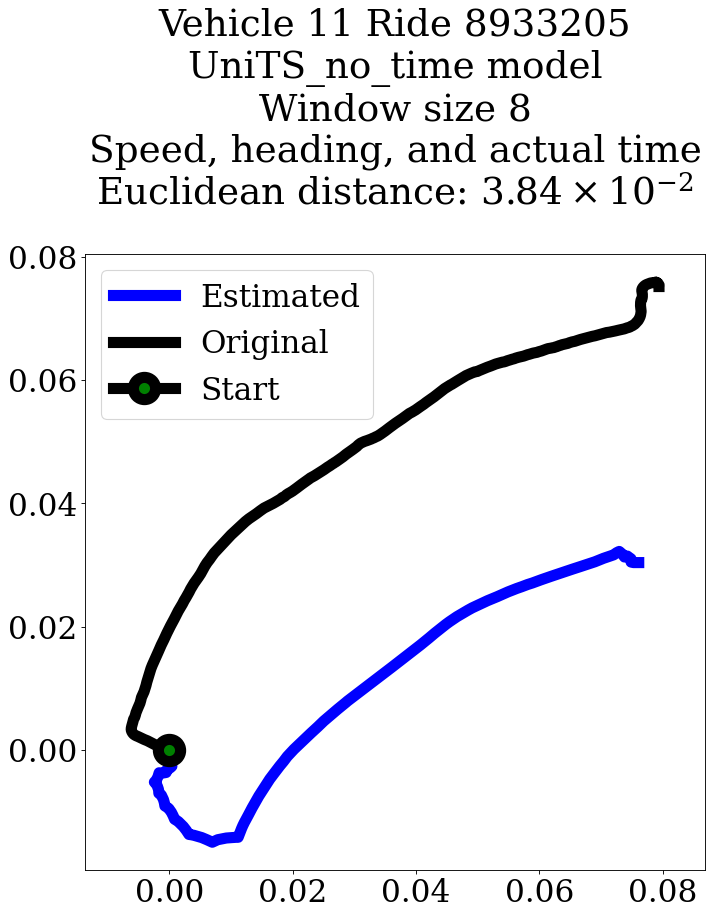 Vehicle 11 Ride 8933205
UniTS_no_time model
Window size 8
Speed, heading, and actual time
Euclidean distance: 3.84 × 10⁻²
0.08
0.06
0.04
0.02
0.00
Estimated
Original
Start
0.00 0.02 0.04 0.06 0.08